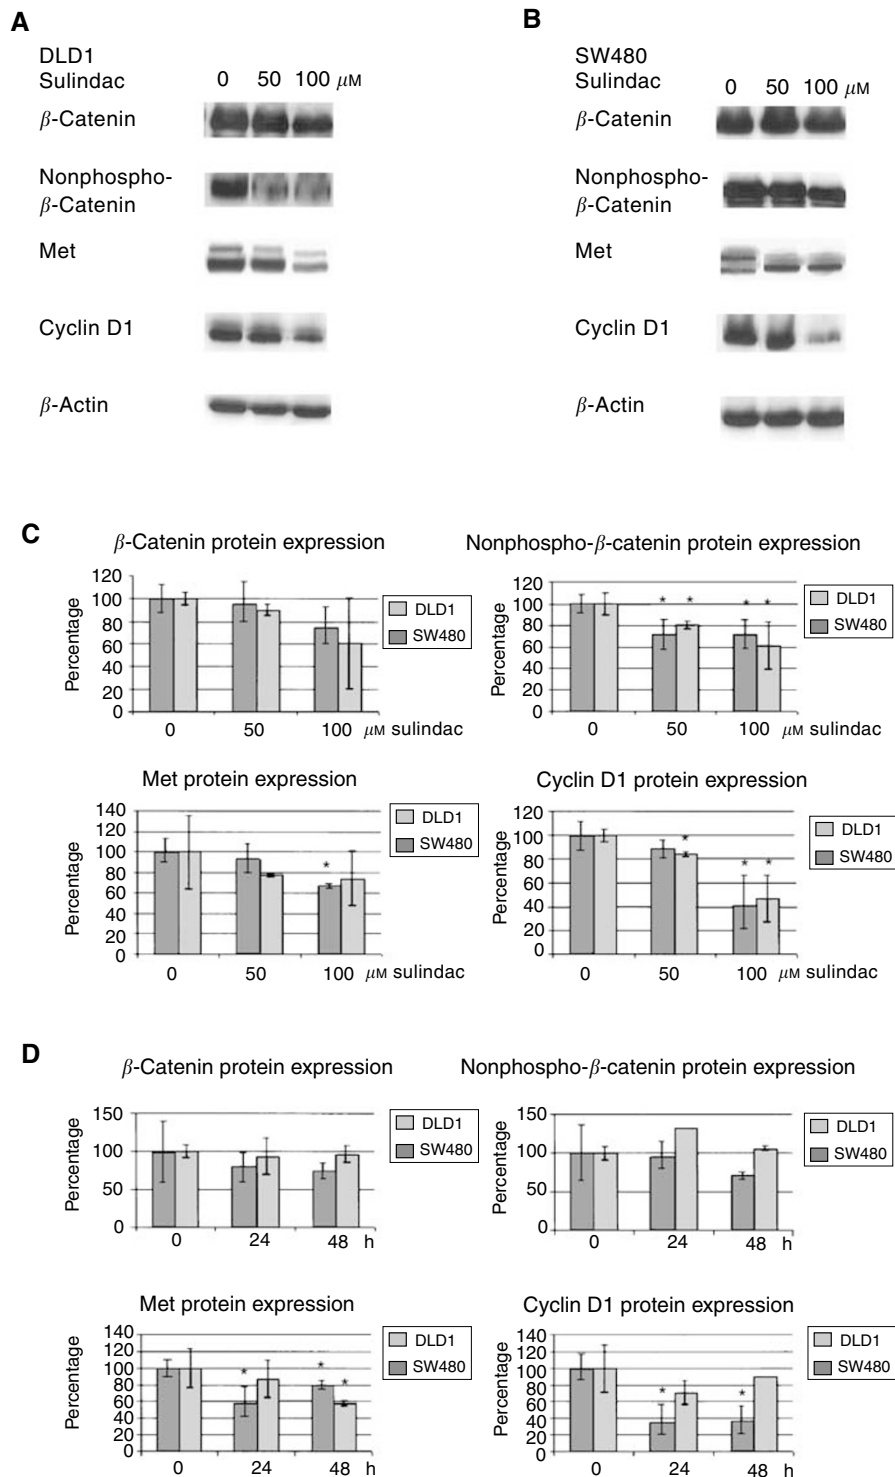 A
DLD1
Sulindac 0 50 100 μM
β-Catenin
Nonphospho-
β-Catenin
Met
Cyclin D1
β-Actin
B
SW480
Sulindac 0 50 100 μM
β-Catenin
Nonphospho-
β-Catenin
Met
Cyclin D1
β-Actin
C
β-Catenin protein expression
Percentage
120
100
80
60
40
20
0
0 50 100 μM sulindac
DLD1
SW480
Nonphospho-β-catenin protein expression
Percentage
120
100
80
60
40
20
0
* * * *
0 50 100 μM sulindac
DLD1
SW480
Met protein expression
Percentage
140
120
100
80
60
40
20
0
*
0 50 100 μM sulindac
DLD1
SW480
Cyclin D1 protein expression
Percentage
120
100
80
60
40
20
0
* * *
0 50 100 μM sulindac
DLD1
SW480
D
β-Catenin protein expression
Percentage
150
100
50
0
0 24 48 h
DLD1
SW480
Nonphospho-β-catenin protein expression
Percentage
150
100
50
0
0 24 48 h
DLD1
SW480
Met protein expression
Percentage
140
120
100
80
60
40
20
0
* * *
0 24 48 h
DLD1
SW480
Cyclin D1 protein expression
Percentage
140
120
100
80
60
40
20
0
* *
0 24 48 h
DLD1
SW480